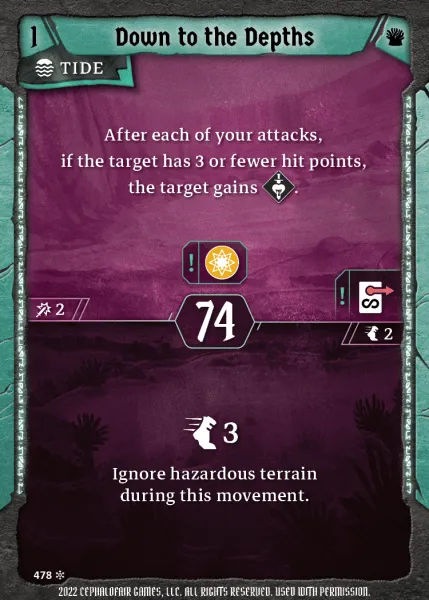 1 Down to the Depths
TIDE
After each of your attacks,
if the target has 3 or fewer hit points,
the target gains .
!
!
2
74
2
3
Ignore hazardous terrain
during this movement.
478
2022 CEPHALOFAIR GAMES, LLC. ALL RIGHTS RESERVED. USED WITH PERMISSION.